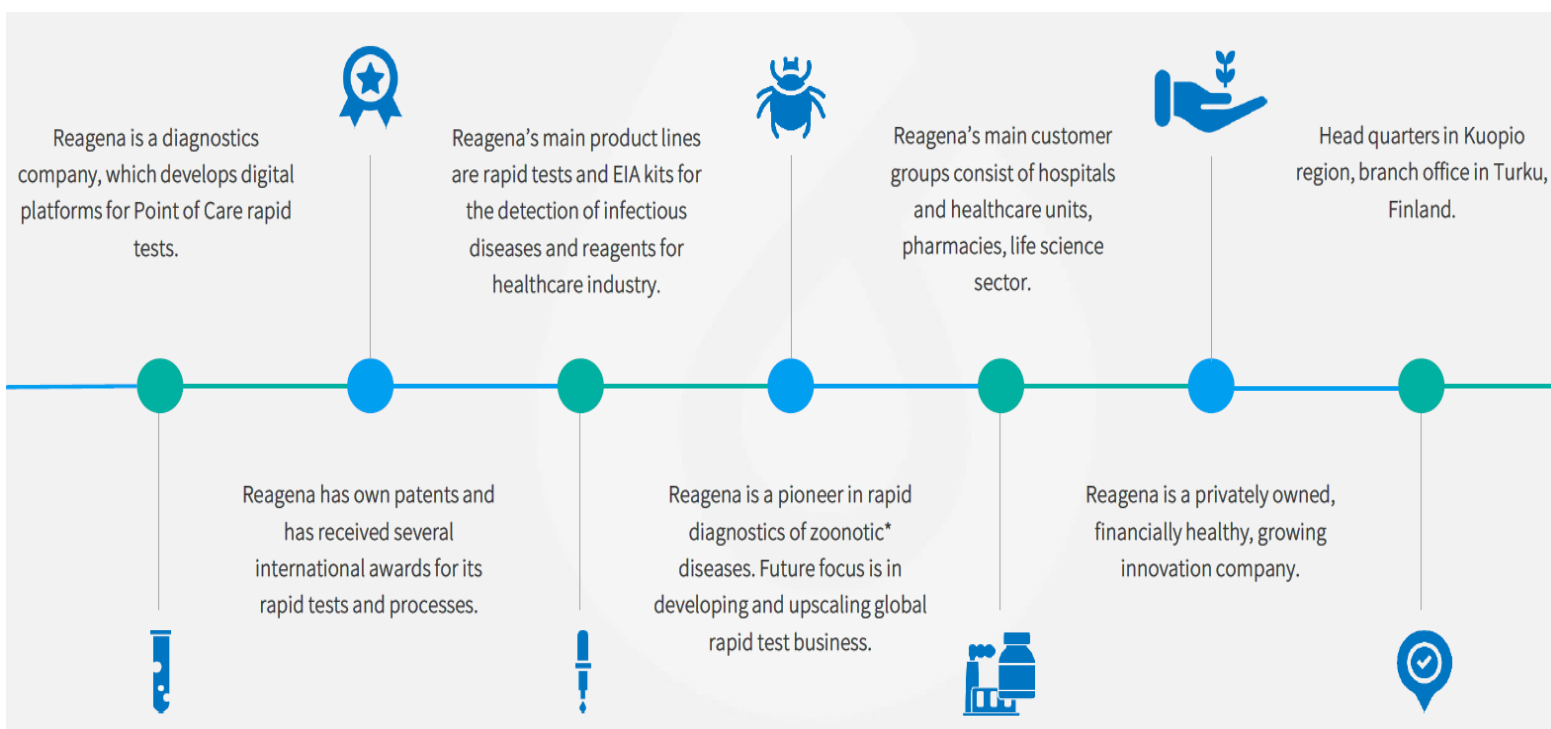 Reagena is a diagnostics
company, which develops digital
platforms for Point of Care rapid
tests.
Reagena has own patents and
has received several
international awards for its
rapid tests and processes.
Reagena’s main product lines
are rapid tests and EIA kits for
the detection of infectious
diseases and reagents for
healthcare industry.
Reagena is a pioneer in rapid
diagnostics of zoonotic*
diseases. Future focus is in
developing and upscaling global
rapid test business.
Reagena’s main customer
groups consist of hospitals
and healthcare units,
pharmacies, life science
sector.
Reagena is a privately owned,
financially healthy, growing
innovation company.
Head quarters in Kuopio
region, branch office in Turku,
Finland.